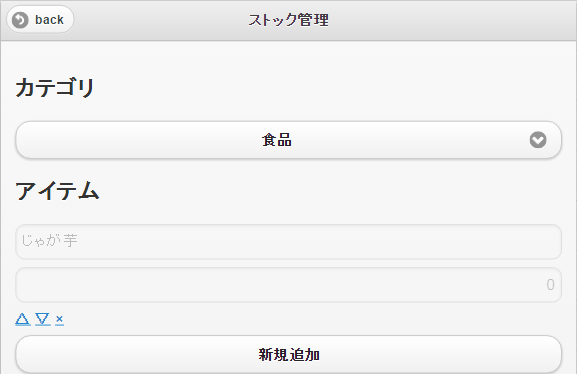 back
ストック管理
カテゴリ
食品
アイテム
じゃが芋
0
△ ▽ ×
新規追加